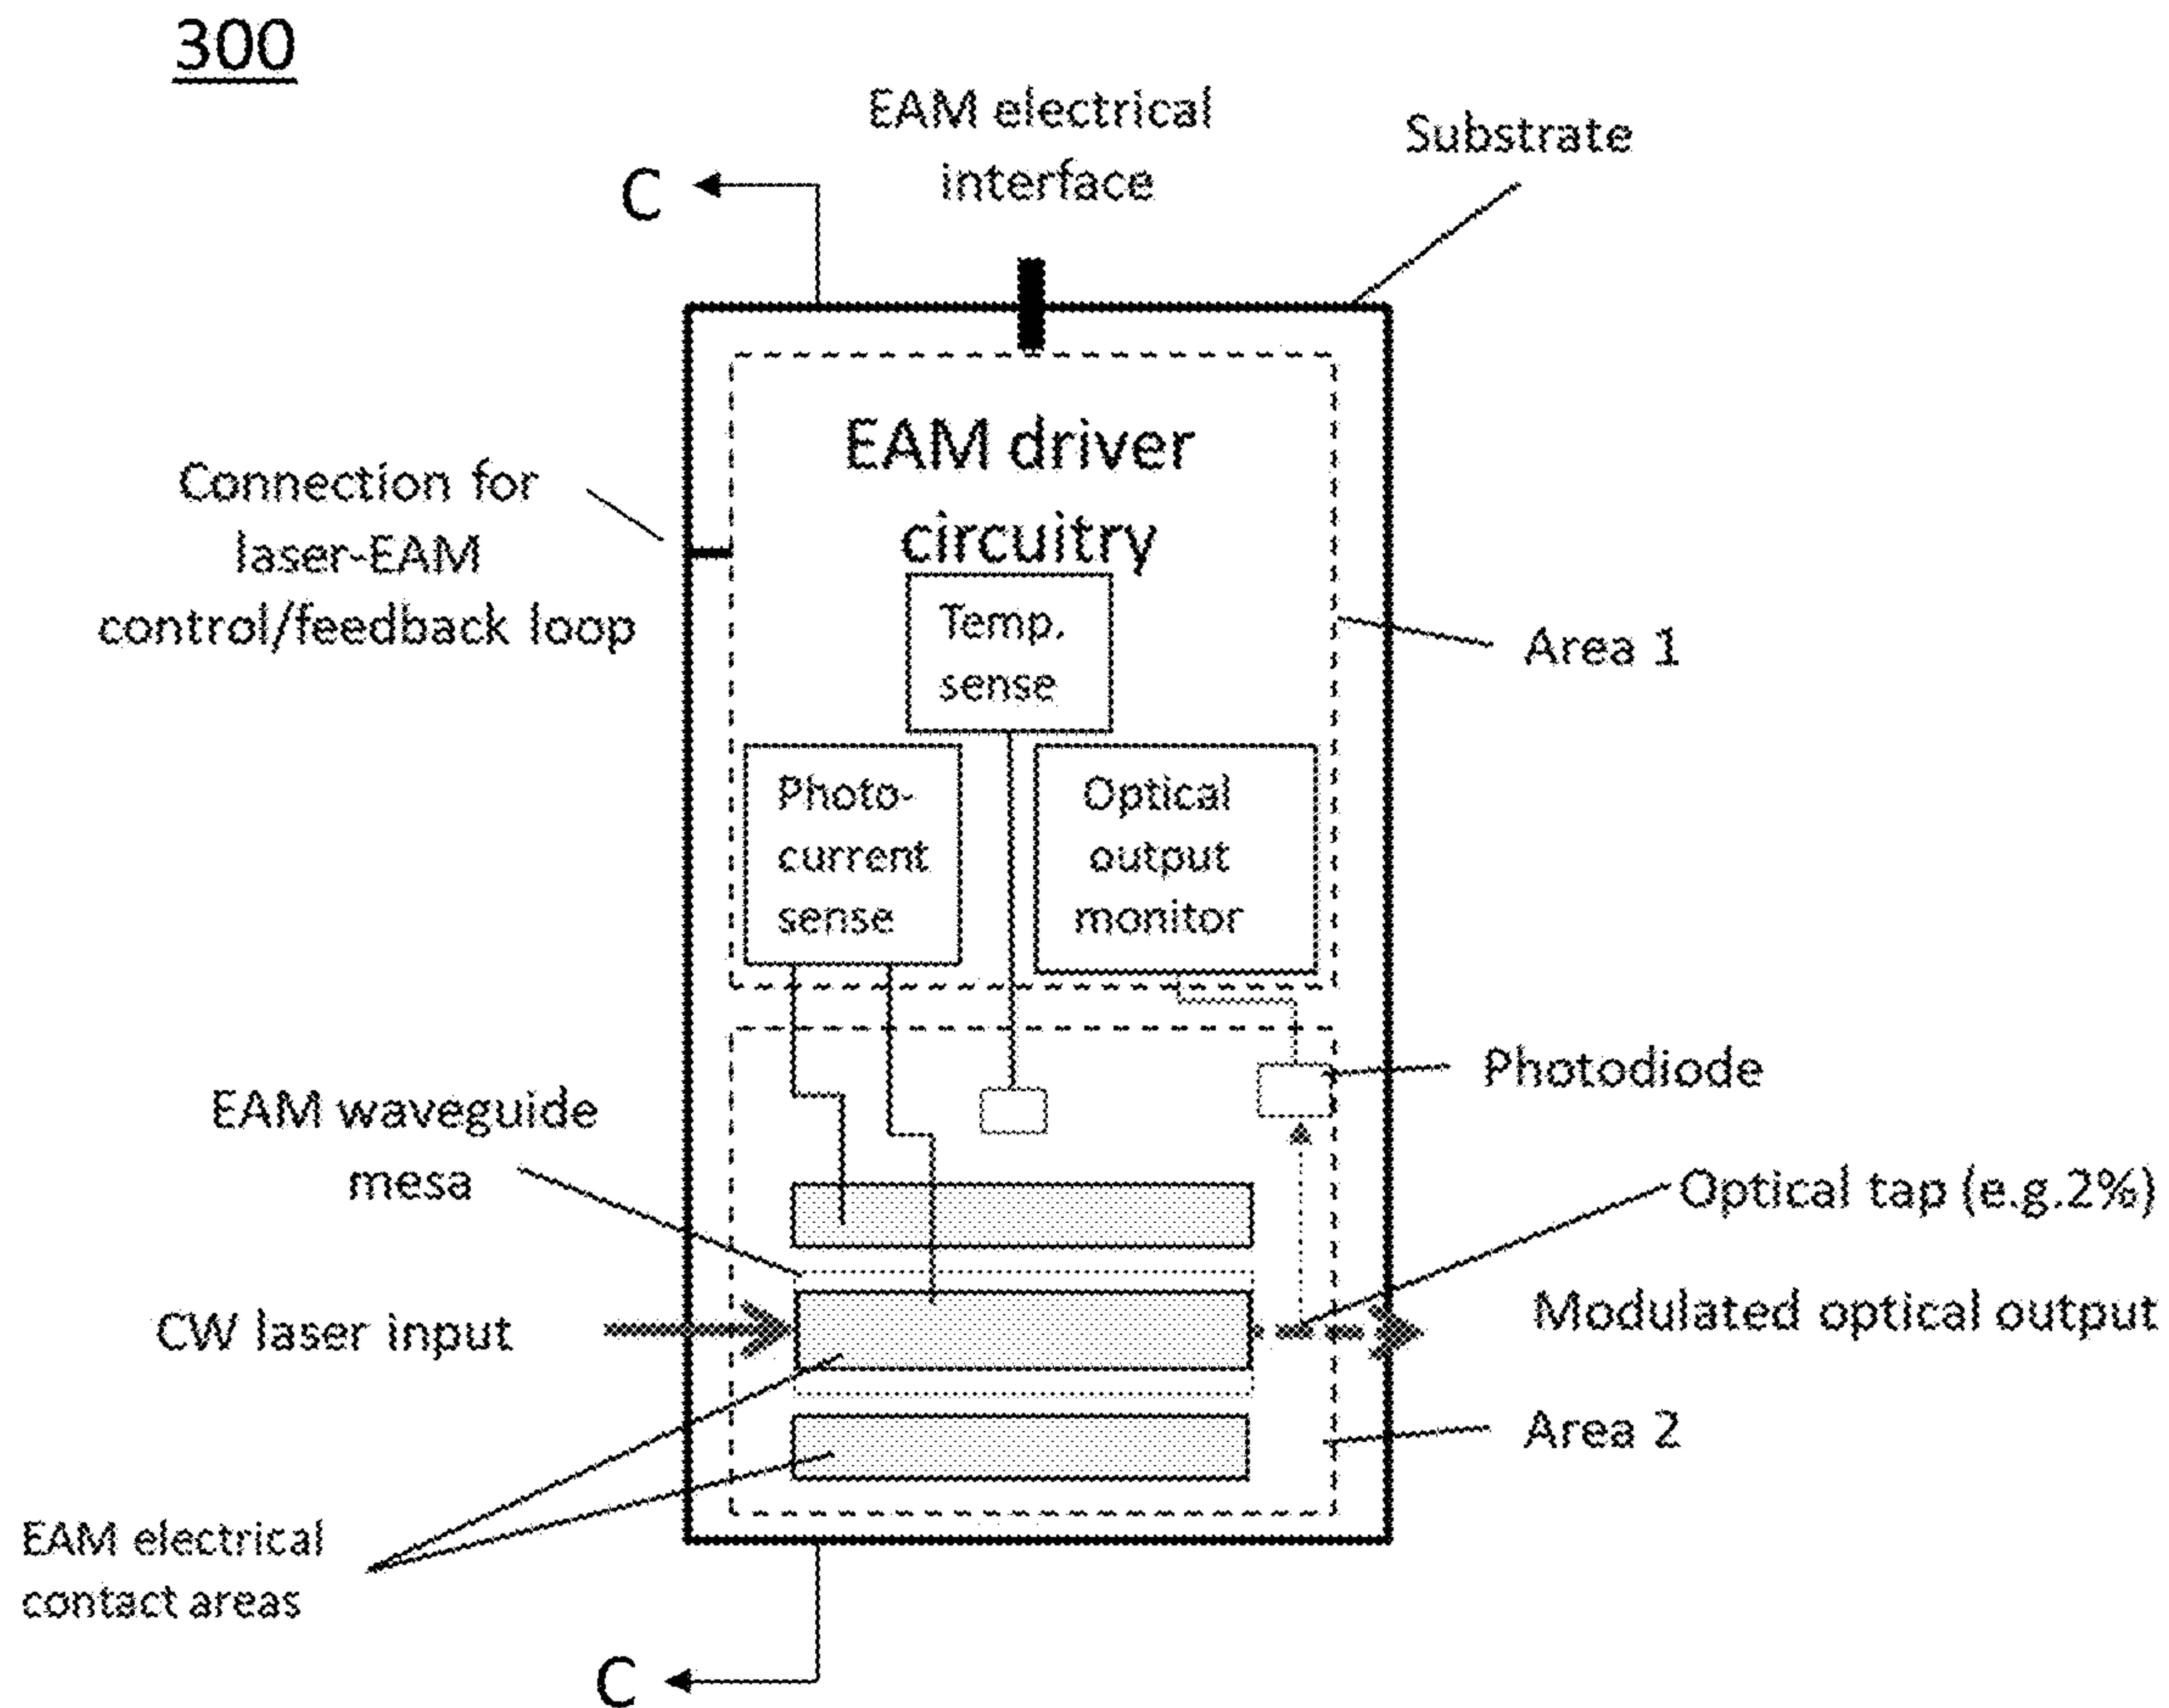 300
EAM electrical
interface
Substrate
C
EAM driver
circuitry
Connection for
laser-EAM
control/feedback loop
Temp.
sense
Area 1
Photo-
current
sense
Optical
output
monitor
Photodiode
EAM waveguide
mesa
Optical tap (e.g.2%)
CW laser input
Modulated optical output
Area 2
EAM electrical
contact areas
C